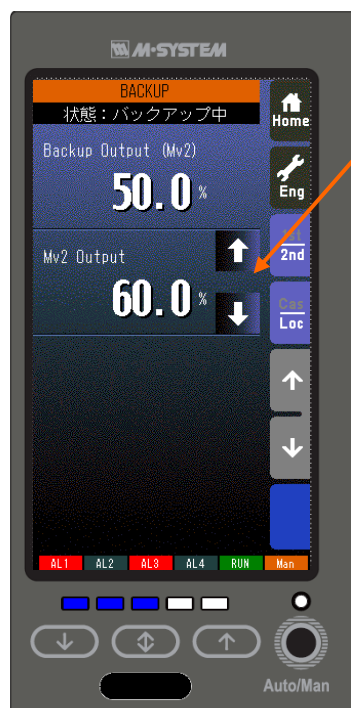 M-SYSTEM
BACKUP
状態：バックアップ中
Home
Backup Output (Mv2)
50.0 %
Eng
2nd
Mv2 Output
60.0 %
Cas
Loc
AL1 AL2 AL3 AL4 RUN Man
Auto/Man